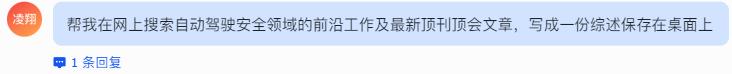 凌翔
帮我在网上搜索自动驾驶安全领域的前沿工作及最新顶刊顶会文章，写成一份综述保存在桌面上
1 条回复